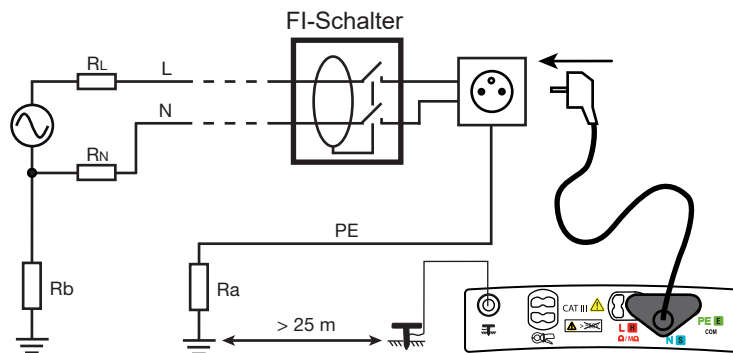 FI-Schalter
RL
L
N
RN
PE
Rb
Ra
> 25 m
CAT III
L H
Ω/MΩ
N S
PE E
COM